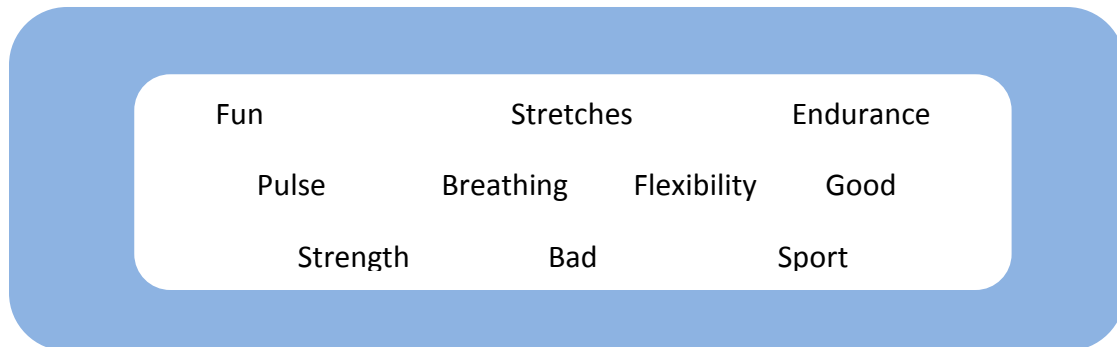 Fun Stretches Endurance
Pulse Breathing Flexibility Good
Strength Bad Sport